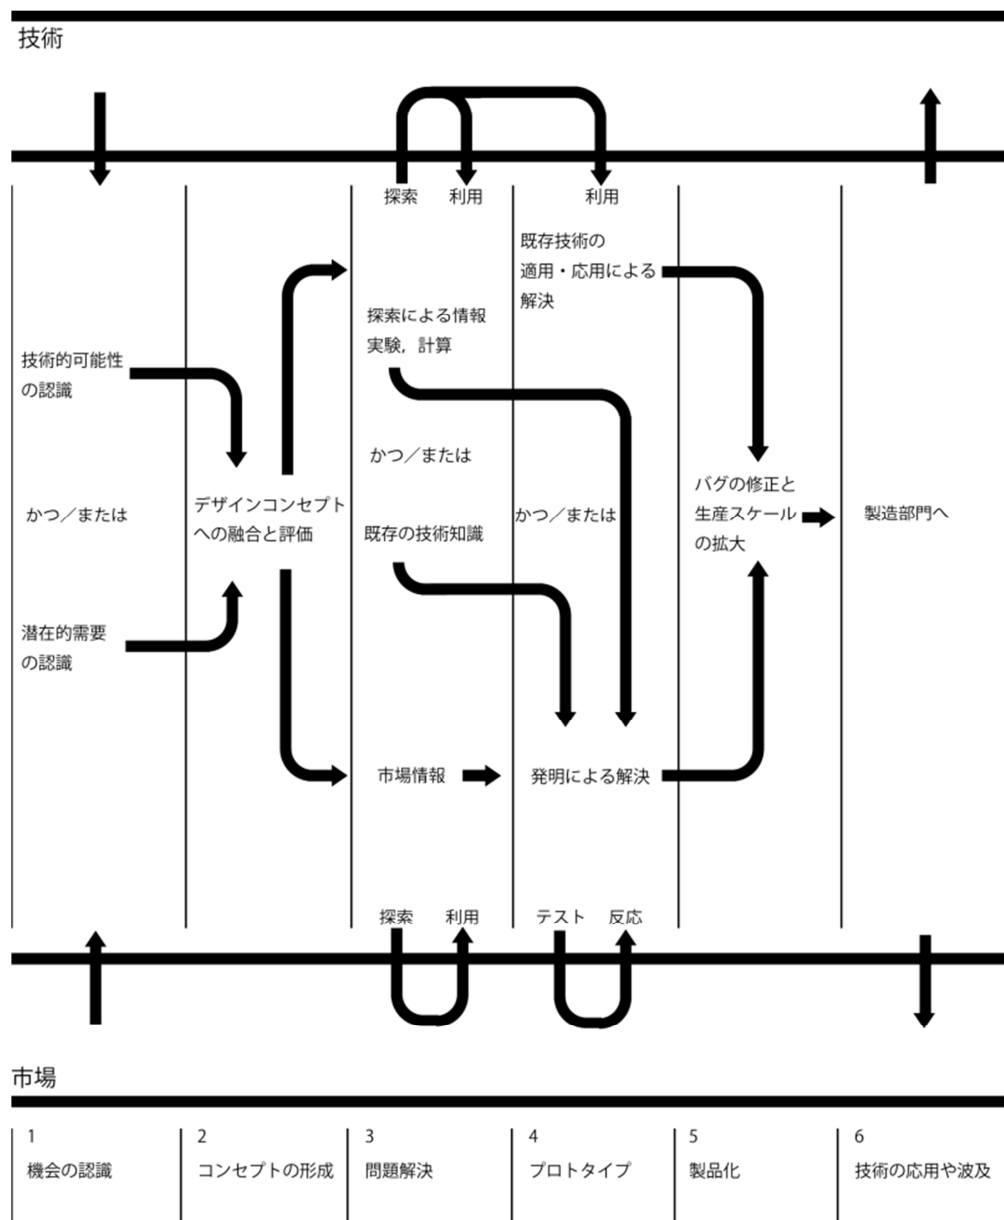 技術
探索
利用
利用
技術的可能性
の認識
かつ／または
潜在的需要
の認識
デザインコンセプト
への融合と評価
探索による情報
実験，計算
かつ／または
既存の技術知識
市場情報
既存技術の
適用・応用による
解決
かつ／または
発明による解決
バグの修正と
生産スケール
の拡大
製造部門へ
探索
利用
テスト
反応
市場
1
機会の認識
2
コンセプトの形成
3
問題解決
4
プロトタイプ
5
製品化
6
技術の応用や波及